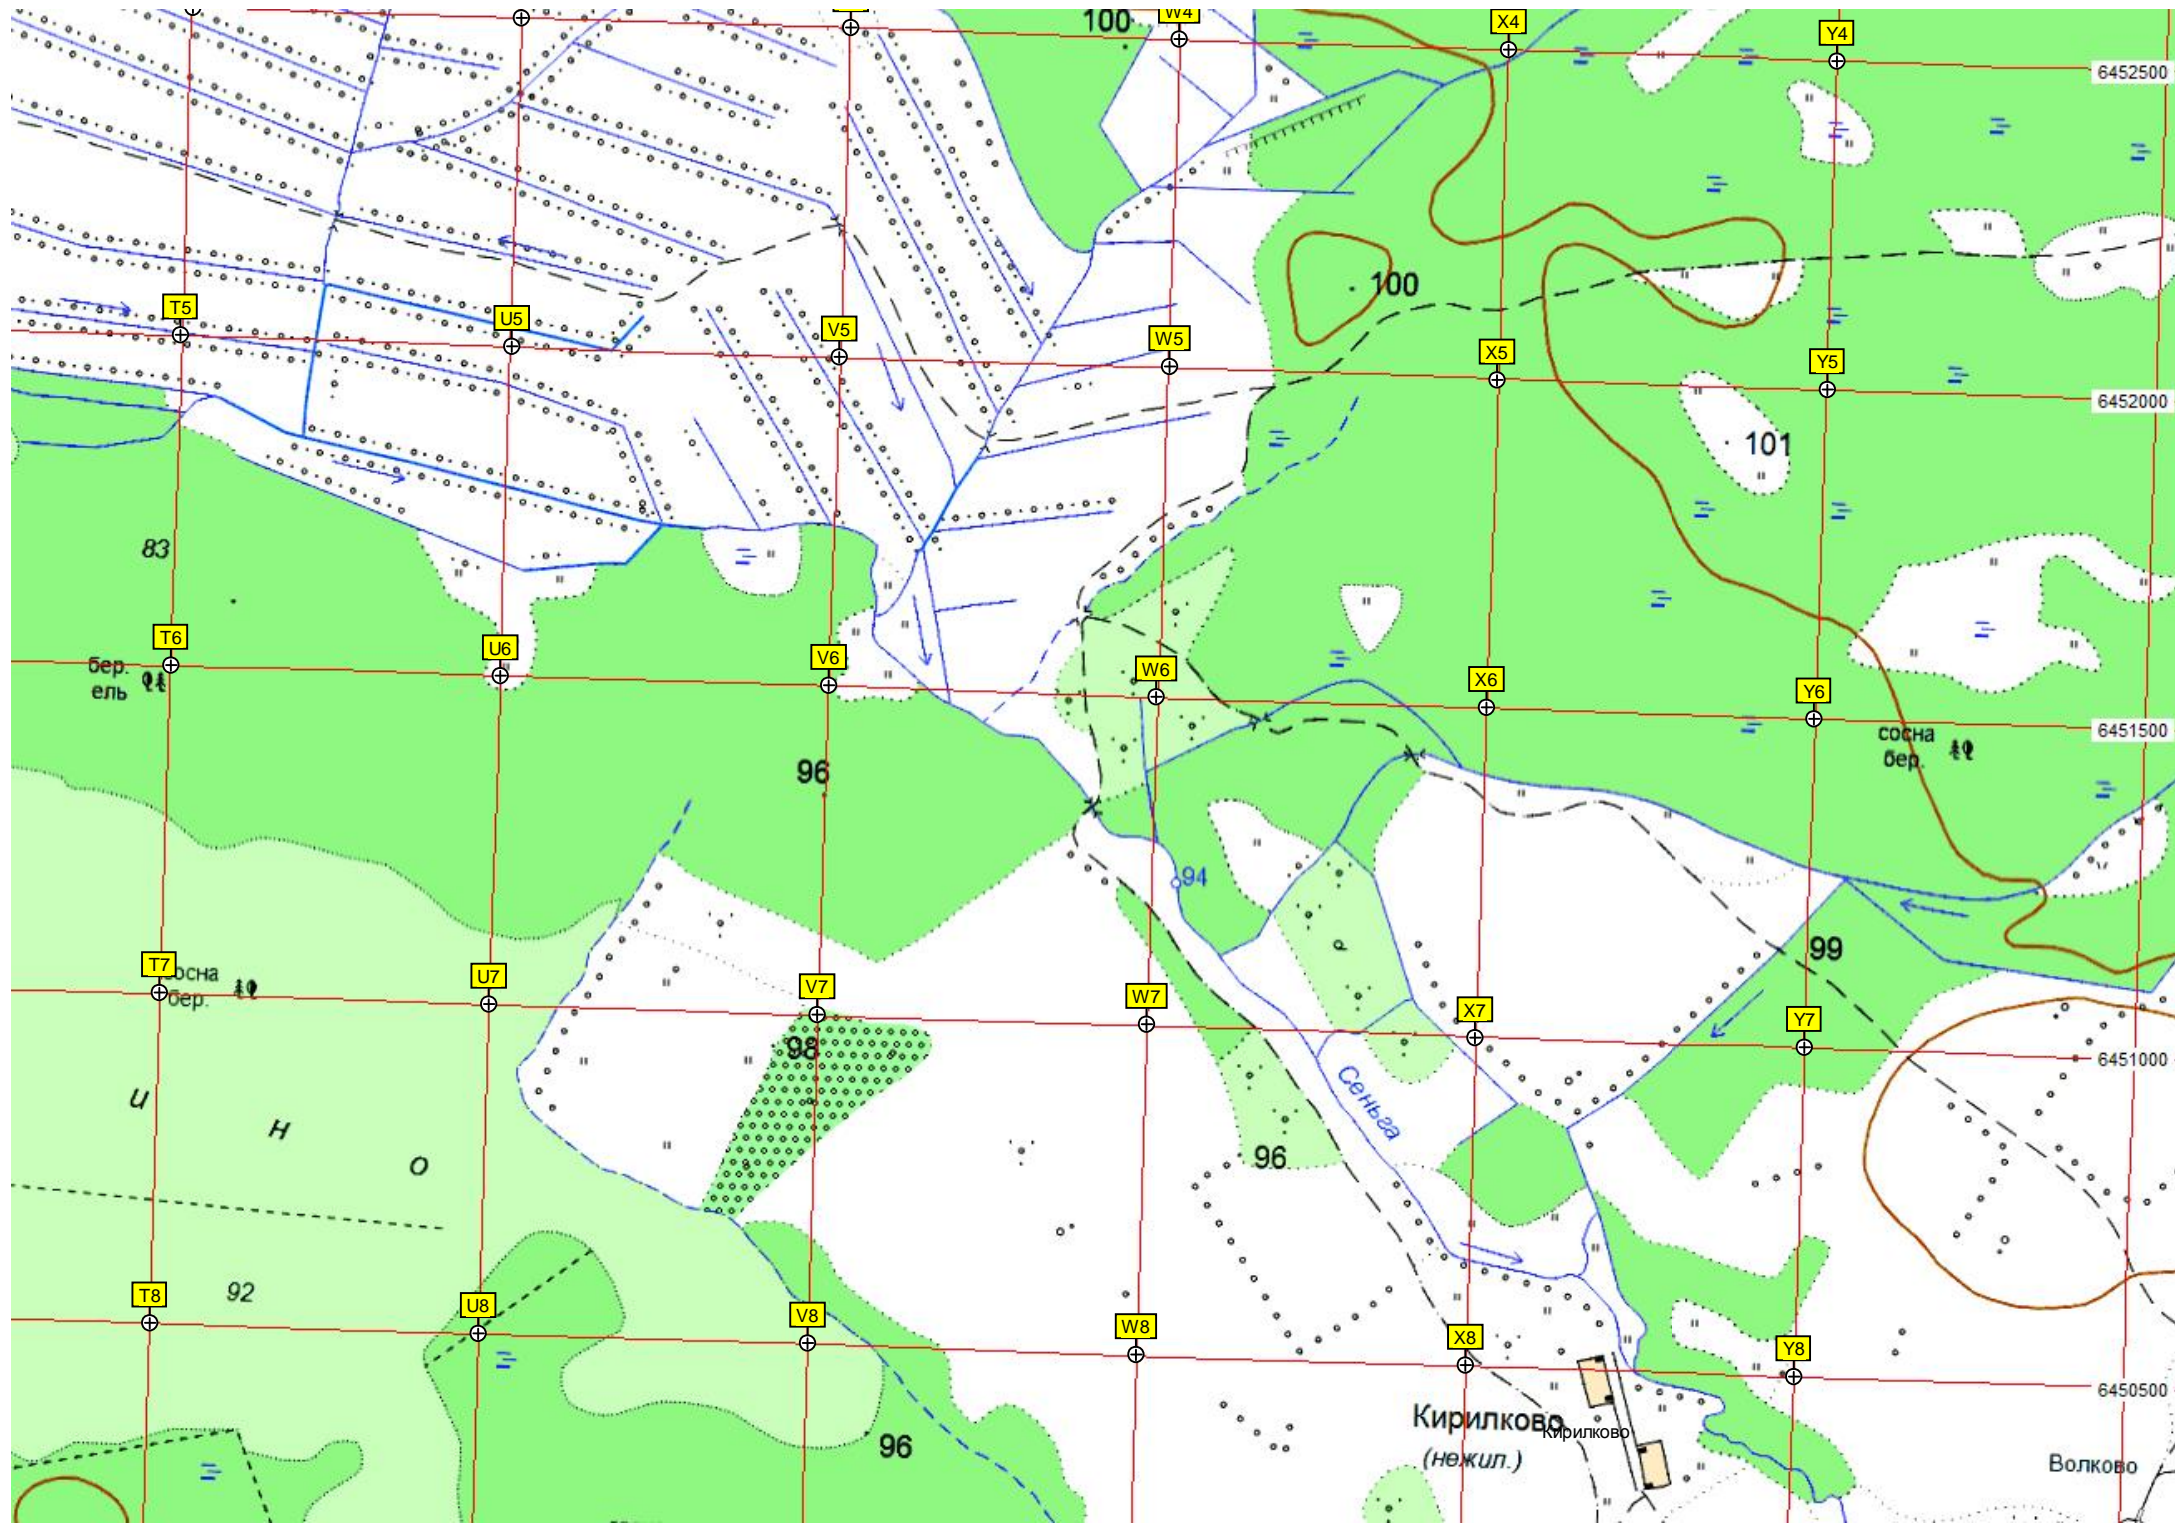 100
W4
X4
Y4
6452500
100
T5
U5
V5
W5
X5
Y5
6452000
101
83
T6
U6
V6
W6
X6
Y6
бер.
ель
6451500
сосна
бер.
96
94
99
T7
U7
V7
W7
X7
Y7
бер.
98
6451000
Сеньга
и
н
о
96
92
T8
U8
V8
W8
X8
Y8
6450500
Кирилково
Кирилково
(нежил.)
96
Волково